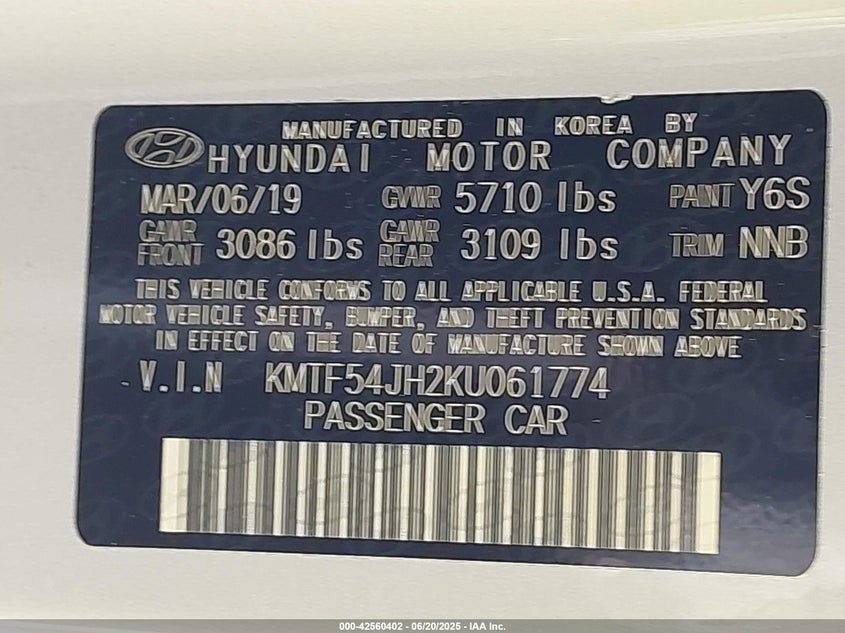 MANUFACTURED IN KOREA BY
HYUNDAI MOTOR COMPANY
MAR/06/19 GVWR 5710 lbs PAINT Y6S
GAWR FRONT 3086 lbs GAWR REAR 3109 lbs TRIM NNB
THIS VEHICLE CONFORMS TO ALL APPLICABLE U.S.A. FEDERAL
MOTOR VEHICLE SAFETY, BUMPER, AND THEFT PREVENTION STANDARDS
IN EFFECT ON THE DATE OF MANUFACTURE SHOWN ABOVE
V.I.N KMTF54JH2KU061774
PASSENGER CAR
000-42560402 - 06/20/2025 - IAA Inc.